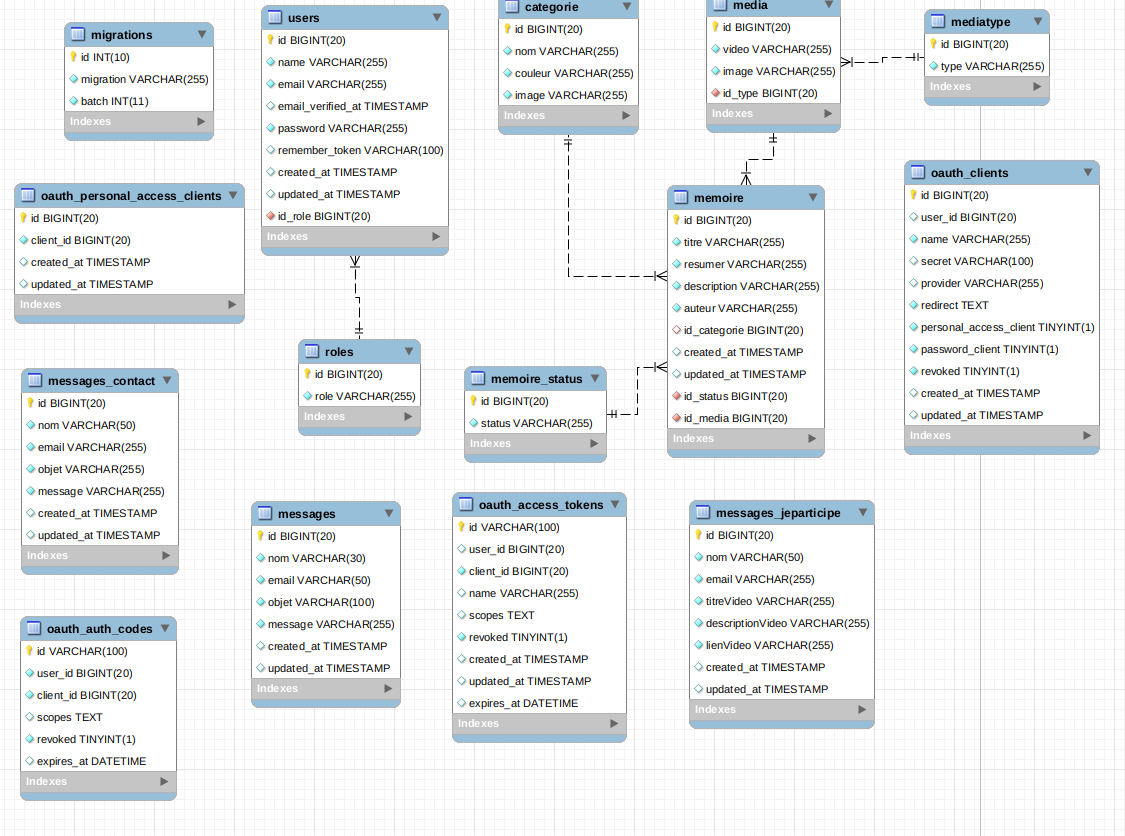 migrations
id INT(10)
migration VARCHAR(255)
batch INT(11)
Indexes
users
id BIGINT(20)
name VARCHAR(255)
email VARCHAR(255)
email_verified_at TIMESTAMP
password VARCHAR(255)
remember_token VARCHAR(100)
created_at TIMESTAMP
updated_at TIMESTAMP
id_role BIGINT(20)
Indexes
categorie
id BIGINT(20)
nom VARCHAR(255)
couleur VARCHAR(255)
image VARCHAR(255)
Indexes
media
id BIGINT(20)
video VARCHAR(255)
image VARCHAR(255)
id_type BIGINT(20)
Indexes
mediatype
id BIGINT(20)
type VARCHAR(255)
Indexes
oauth_personal_access_clients
id BIGINT(20)
client_id BIGINT(20)
created_at TIMESTAMP
updated_at TIMESTAMP
Indexes
memoire
id BIGINT(20)
titre VARCHAR(255)
resumer VARCHAR(255)
description VARCHAR(255)
auteur VARCHAR(255)
id_categorie BIGINT(20)
created_at TIMESTAMP
updated_at TIMESTAMP
id_status BIGINT(20)
id_media BIGINT(20)
Indexes
oauth_clients
id BIGINT(20)
user_id BIGINT(20)
name VARCHAR(255)
secret VARCHAR(100)
provider VARCHAR(255)
redirect TEXT
personal_access_client TINYINT(1)
password_client TINYINT(1)
revoked TINYINT(1)
created_at TIMESTAMP
updated_at TIMESTAMP
Indexes
roles
id BIGINT(20)
role VARCHAR(255)
Indexes
memoire_status
id BIGINT(20)
status VARCHAR(255)
Indexes
messages_contact
id BIGINT(20)
nom VARCHAR(50)
email VARCHAR(255)
objet VARCHAR(255)
message VARCHAR(255)
created_at TIMESTAMP
updated_at TIMESTAMP
Indexes
messages
id BIGINT(20)
nom VARCHAR(30)
email VARCHAR(50)
objet VARCHAR(100)
message VARCHAR(255)
created_at TIMESTAMP
updated_at TIMESTAMP
Indexes
oauth_access_tokens
id VARCHAR(100)
user_id BIGINT(20)
client_id BIGINT(20)
name VARCHAR(255)
scopes TEXT
revoked TINYINT(1)
created_at TIMESTAMP
updated_at TIMESTAMP
expires_at DATETIME
Indexes
messages_jeparticipe
id BIGINT(20)
nom VARCHAR(50)
email VARCHAR(255)
titreVideo VARCHAR(255)
descriptionVideo VARCHAR(255)
lienVideo VARCHAR(255)
created_at TIMESTAMP
updated_at TIMESTAMP
Indexes
oauth_auth_codes
id VARCHAR(100)
user_id BIGINT(20)
client_id BIGINT(20)
scopes TEXT
revoked TINYINT(1)
expires_at DATETIME
Indexes